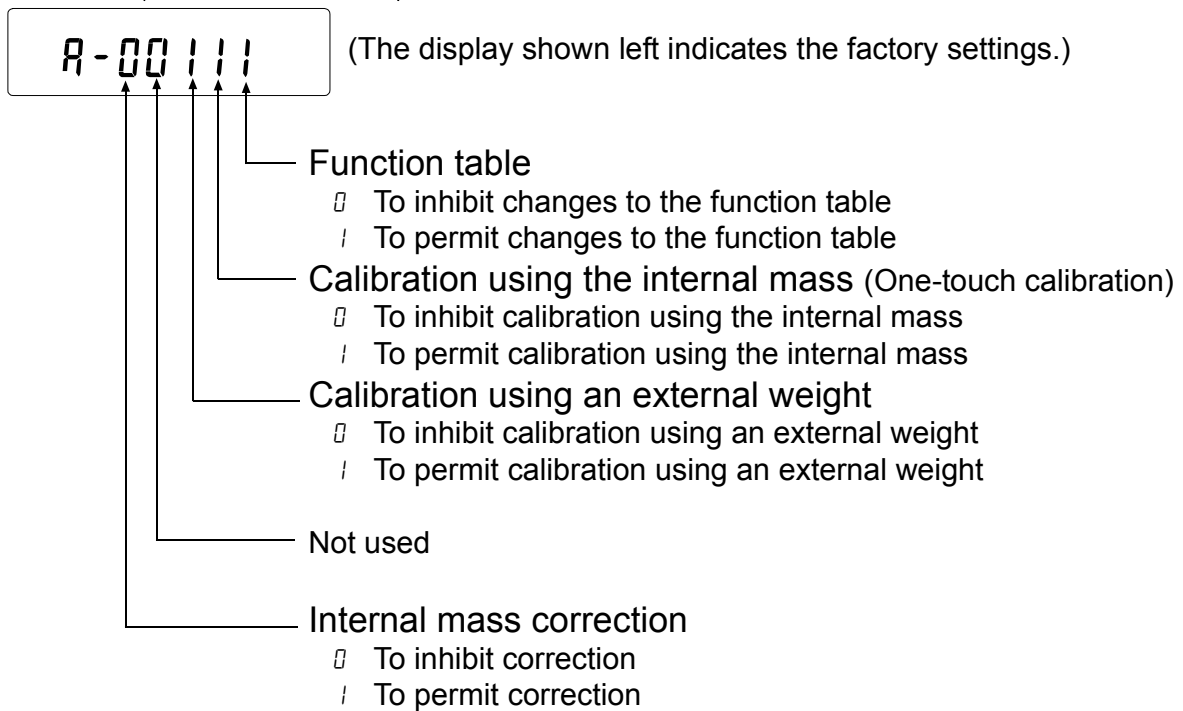 A-00111
(The display shown left indicates the factory settings.)
Function table
0 To inhibit changes to the function table
1 To permit changes to the function table
Calibration using the internal mass (One-touch calibration)
0 To inhibit calibration using the internal mass
1 To permit calibration using the internal mass
Calibration using an external weight
0 To inhibit calibration using an external weight
1 To permit calibration using an external weight
Not used
Internal mass correction
0 To inhibit correction
1 To permit correction